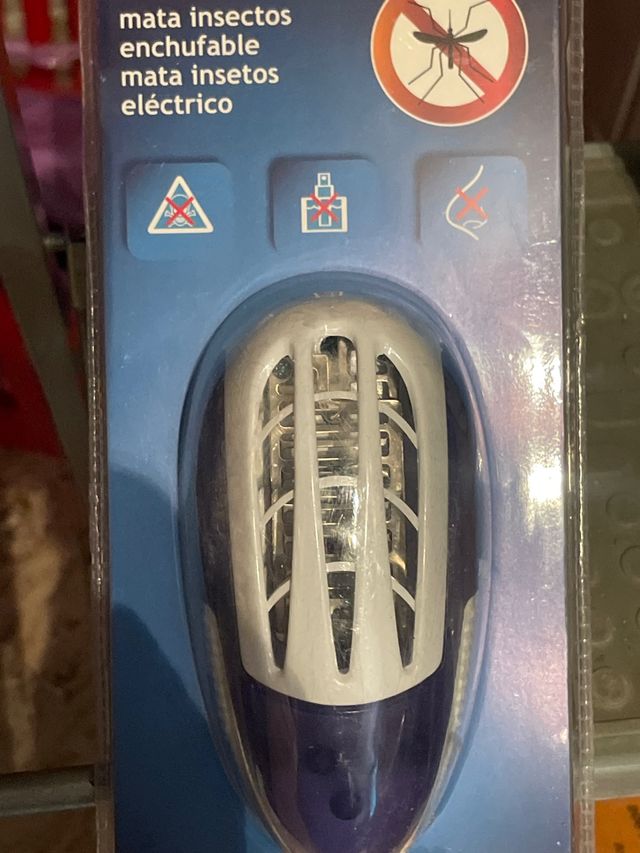 mata insectos
enchufable
mata insetos
eléctrico